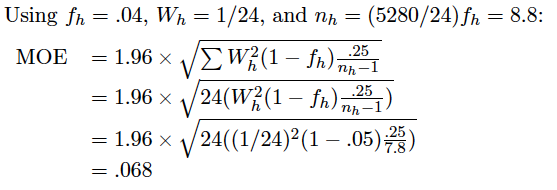 Using f_h = .04, W_h = 1/24, and n_h = (5280/24)f_h = 8.8:
MOE = 1.96 × √(∑ W_h^2(1 − f_h) .25/(n_h−1))
= 1.96 × √(24(W_h^2(1 − f_h) .25/(n_h−1)))
= 1.96 × √(24((1/24)^2(1 − .05) .25/7.8))
= .068